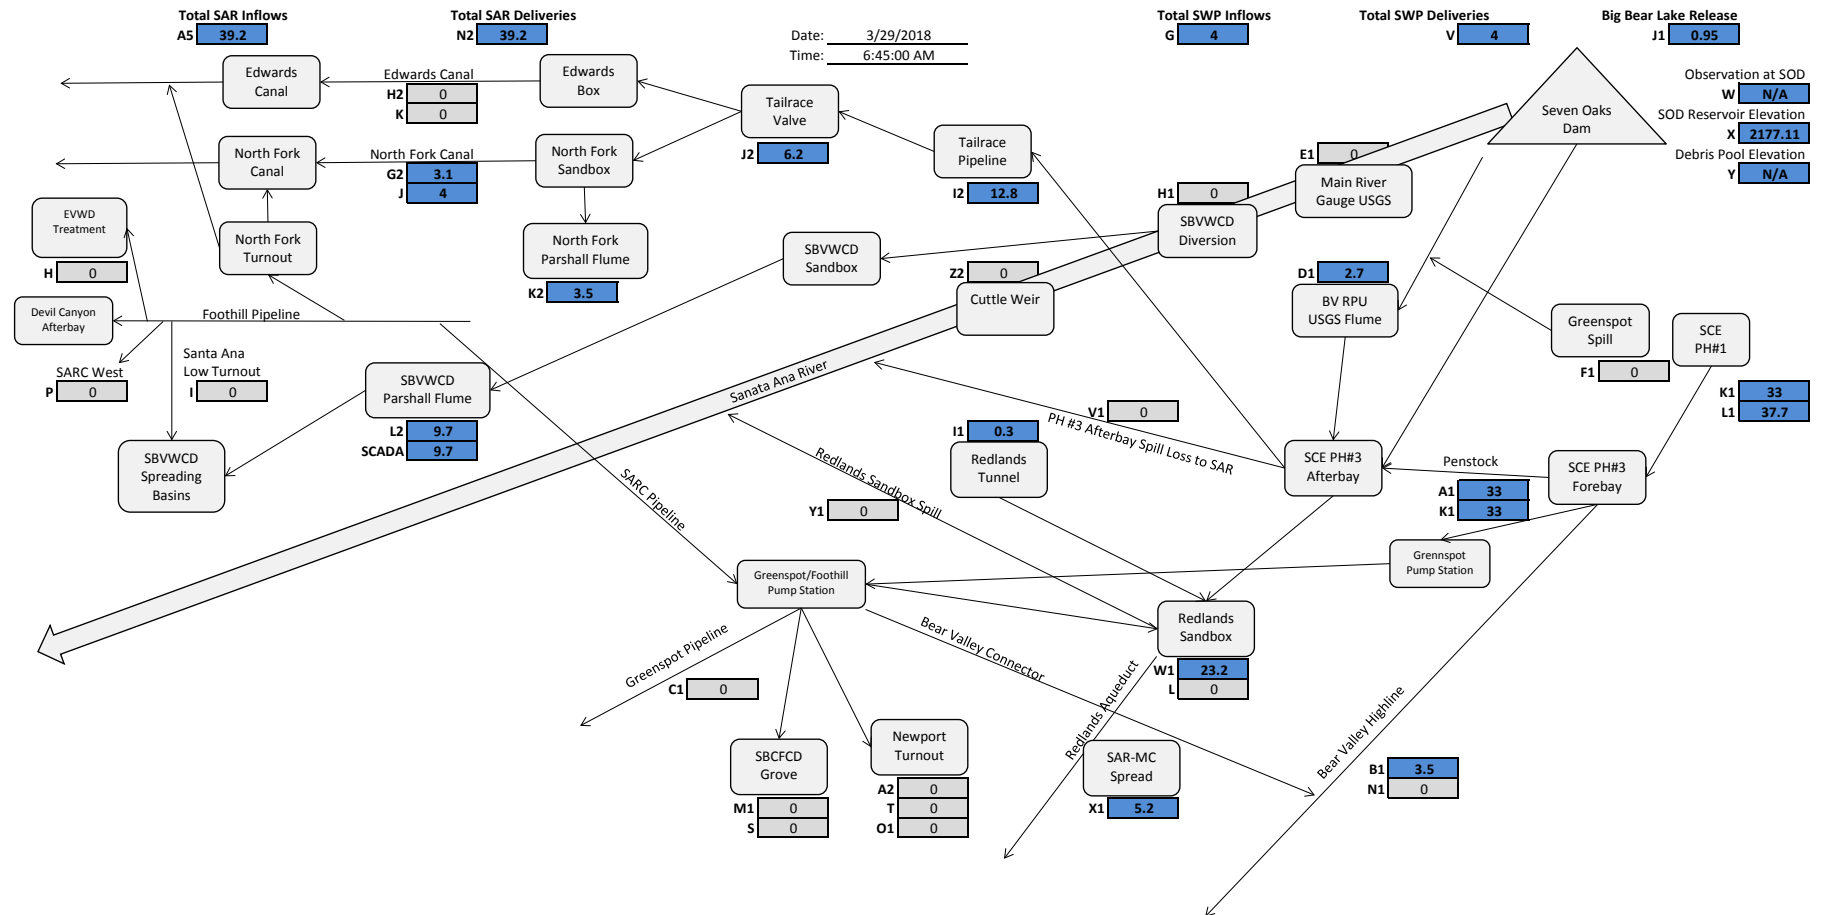 Total SAR Inflows
A5 39.2
Total SAR Deliveries
N2 39.2
Date: 3/29/2018
Time: 6:45:00 AM
Total SWP Inflows
G 4
Total SWP Deliveries
V 4
Big Bear Lake Release
J1 0.95
Observation at SOD
W N/A
SOD Reservoir Elevation
X 2177.11
Debris Pool Elevation
Y N/A
Seven Oaks
Dam
Edwards
Canal
Edwards Canal
H2 0
K 0
Edwards
Box
Tailrace
Valve
J2 6.2
Tailrace
Pipeline
I2 12.8
E1 0
Main River
Gauge USGS
H1 0
SBVWCD
Diversion
North Fork
Canal
North Fork Canal
G2 3.1
J 4
North Fork
Sandbox
EVWD
Treatment
H 0
North Fork
Turnout
North Fork
Parshall Flume
K2 3.5
SBVWCD
Sandbox
Z2 0
Cuttle Weir
D1 2.7
BV RPU
USGS Flume
Greenspot
Spill
F1 0
SCE
PH#1
K1 33
L1 37.7
Devil Canyon
Afterbay
Foothill Pipeline
SARC West
P 0
Santa Ana
Low Turnout
I 0
SBVWCD
Parshall Flume
L2 9.7
SCADA 9.7
Sanata Ana River
V1 0
PH #3 Afterbay Spill Loss to SAR
I1 0.3
Redlands
Tunnel
SCE PH#3
Afterbay
Penstock
A1 33
K1 33
SCE PH#3
Forebay
SBVWCD
Spreading
Basins
SARC Pipeline
Redlands Sandbox Spill
Y1 0
Grennspot
Pump Station
Greenspot/Foothill
Pump Station
Redlands
Sandbox
W1 23.2
L 0
Greenspot Pipeline
C1 0
Bear Valley Connector
Redlands Aqueduct
Bear Valley Highline
SBCFCD
Grove
M1 0
S 0
Newport
Turnout
A2 0
T 0
O1 0
SAR-MC
Spread
X1 5.2
B1 3.5
N1 0